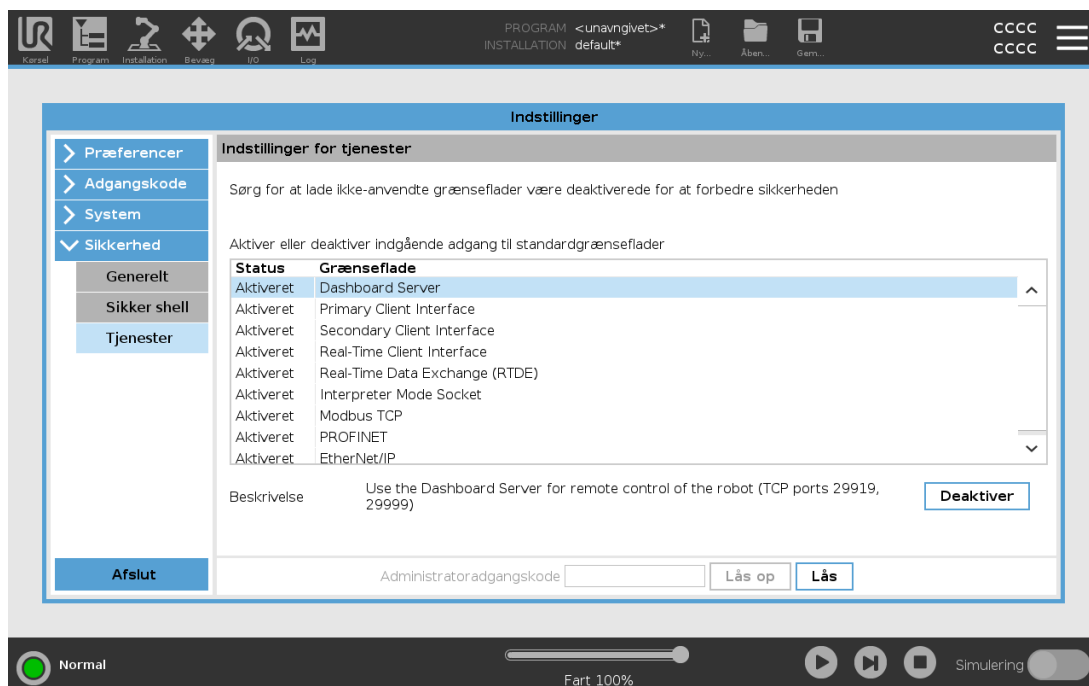 UR
PROGRAM <unavngivet>*
INSTALLATION default*
Kørsel Program Installation Bevæg I/O Log
Ny... Åben... Gem...
CCCC
CCCC
Indstillinger
Præferencer
Adgangskode
System
Sikkerhed
Generelt
Sikker shell
Tjenester
Afslut
Indstillinger for tjenester
Sørg for at lade ikke-anvendte grænseflader være deaktiverede for at forbedre sikkerheden
Aktiver eller deaktiver indgående adgang til standardgrænseflader
Status Grænseflade
Aktiveret Dashboard Server
Aktiveret Primary Client Interface
Aktiveret Secondary Client Interface
Aktiveret Real-Time Client Interface
Aktiveret Real-Time Data Exchange (RTDE)
Aktiveret Interpreter Mode Socket
Aktiveret Modbus TCP
Aktiveret PROFINET
Aktiveret EtherNet/IP
Beskrivelse
Use the Dashboard Server for remote control of the robot (TCP ports 29919,
29999)
Deaktiver
Administratoradgangskode
Lås op
Lås
Normal
Fart 100%
Simulering